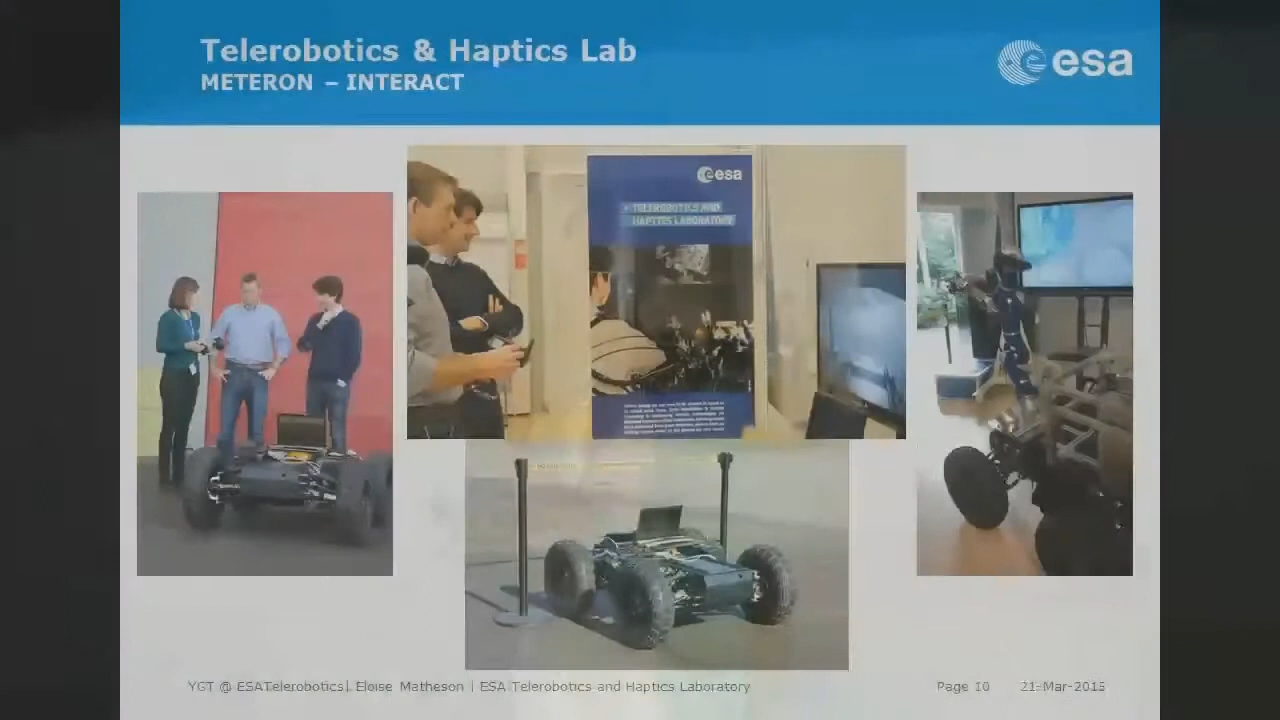 Telerobotics & Haptics Lab
METERON – INTERACT
esa
esa
TELEROBOTICS AND
HAPTICS LABORATORY
YGT @ ESATelerobotics| Eloise Matheson | ESA Telerobotics and Haptics Laboratory
Page 10
21-Mar-2015